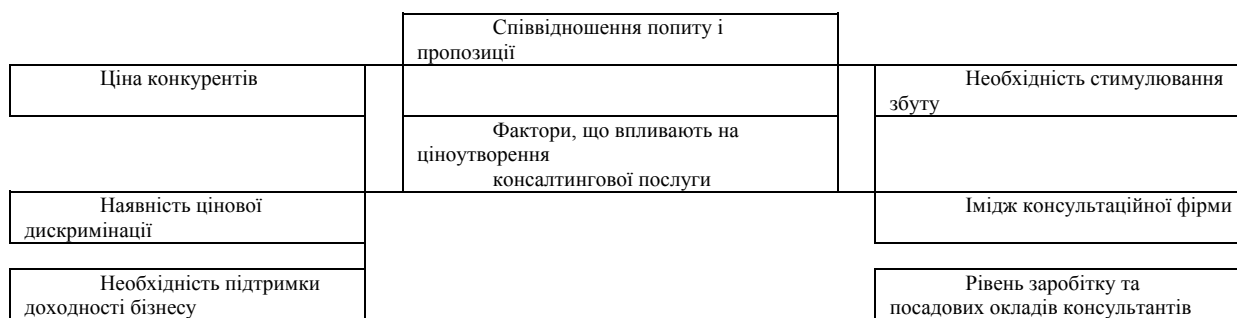 Співвідношення попиту і
пропозиції
Ціна конкурентів
Необхідність стимулювання
збуту
Фактори, що впливають на
ціноутворення
консалтингової послуги
Наявність цінової
дискримінації
Імідж консультаційної фірми
Необхідність підтримки
доходності бізнесу
Рівень заробітку та
посадових окладів консультантів